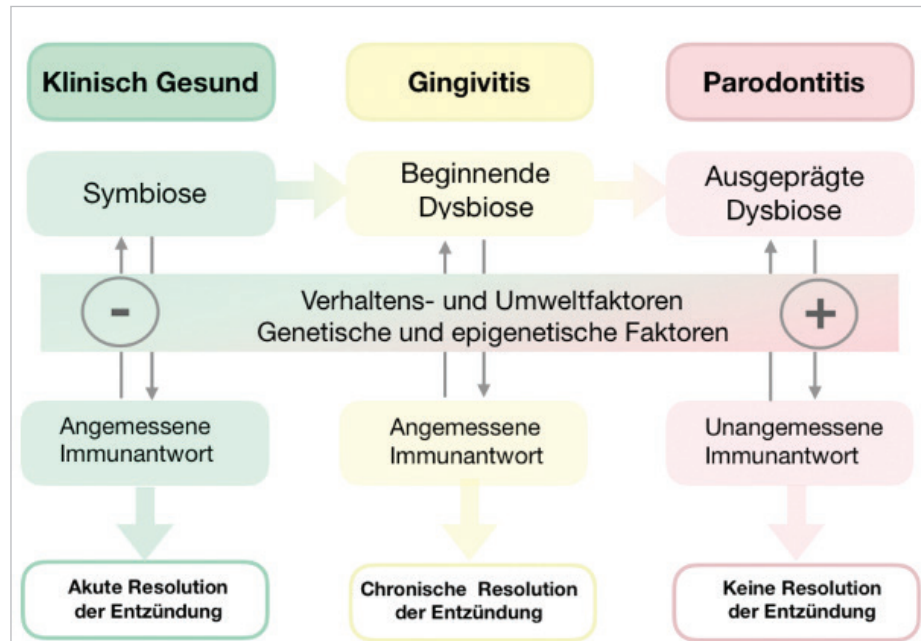 Klinisch Gesund
Gingivitis
Parodontitis
Symbiose
Beginnende
Dysbiose
Ausgeprägte
Dysbiose
-
Verhaltens- und Umweltfaktoren
Genetische und epigenetische Faktoren
+
Angemessene
Immunantwort
Angemessene
Immunantwort
Unangemessene
Immunantwort
Akute Resolution
der Entzündung
Chronische Resolution
der Entzündung
Keine Resolution
der Entzündung